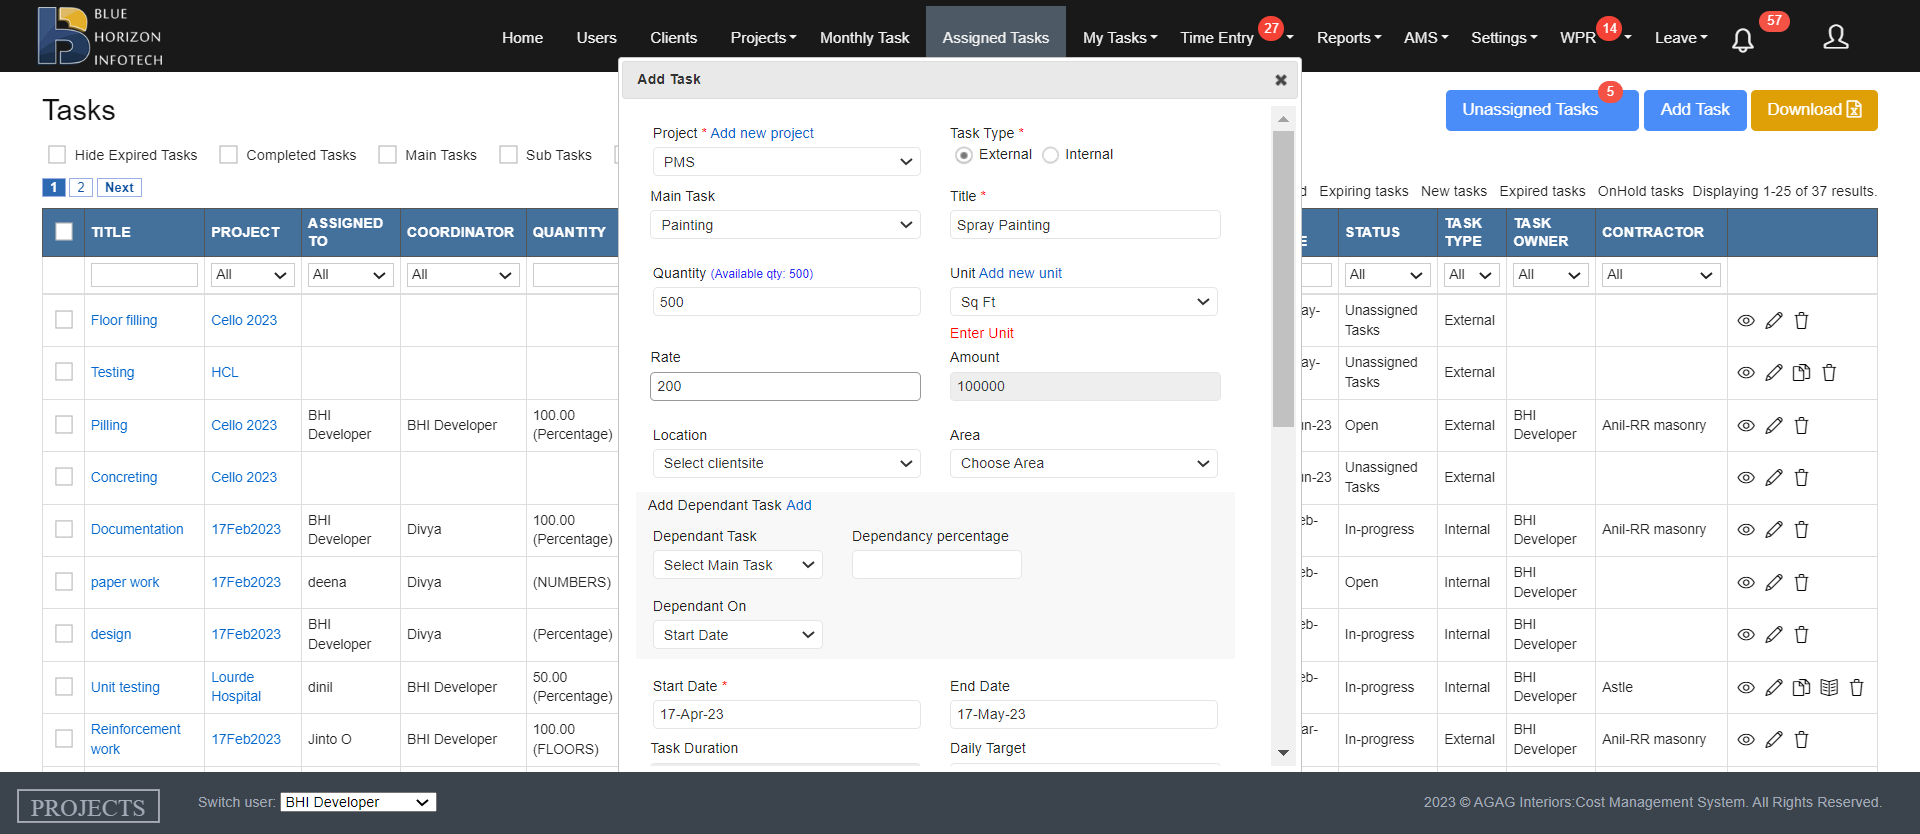 BLUE
HORIZON
INFOTECH
Home Users Clients Projects Monthly Task Assigned Tasks My Tasks Time Entry 27 Reports AMS Settings WPR 14 Leave 57
Add Task
Tasks
Unassigned Tasks 5 Add Task Download
Hide Expired Tasks Completed Tasks Main Tasks Sub Tasks
1 2 Next
d Expiring tasks New tasks Expired tasks OnHold tasks Displaying 1-25 of 37 results.
Project * Add new project
PMS
Task Type *
External Internal
Main Task
Painting
Title *
Spray Painting
Quantity (Available qty: 500)
500
Unit Add new unit
Sq Ft
Enter Unit
Rate
200
Amount
100000
Location
Select clientsite
Area
Choose Area
Add Dependant Task Add
Dependant Task
Select Main Task
Dependancy percentage
Dependant On
Start Date
Start Date *
17-Apr-23
End Date
17-May-23
Task Duration
Daily Target
TITLE PROJECT ASSIGNED TO COORDINATOR QUANTITY E STATUS TASK TYPE TASK OWNER CONTRACTOR
All All All All All All All
Floor filling Cello 2023 ay- Unassigned Tasks External
Testing HCL ay- Unassigned Tasks External
Pilling Cello 2023 BHI Developer BHI Developer 100.00 (Percentage) un-23 Open External BHI Developer Anil-RR masonry
Concreting Cello 2023 un-23 Unassigned Tasks External
Documentation 17Feb2023 BHI Developer Divya 100.00 (Percentage) eb- In-progress Internal BHI Developer Anil-RR masonry
paper work 17Feb2023 deena Divya (NUMBERS) eb- Open Internal BHI Developer
design 17Feb2023 BHI Developer Divya (Percentage) eb- In-progress Internal BHI Developer
Unit testing Lourde Hospital dinil BHI Developer 50.00 (Percentage) eb- In-progress Internal BHI Developer Astle
Reinforcement work 17Feb2023 Jinto O BHI Developer 100.00 (FLOORS) ar- In-progress External BHI Developer Anil-RR masonry
PROJECTS
Switch user: BHI Developer
2023 © AGAG Interiors:Cost Management System. All Rights Reserved.